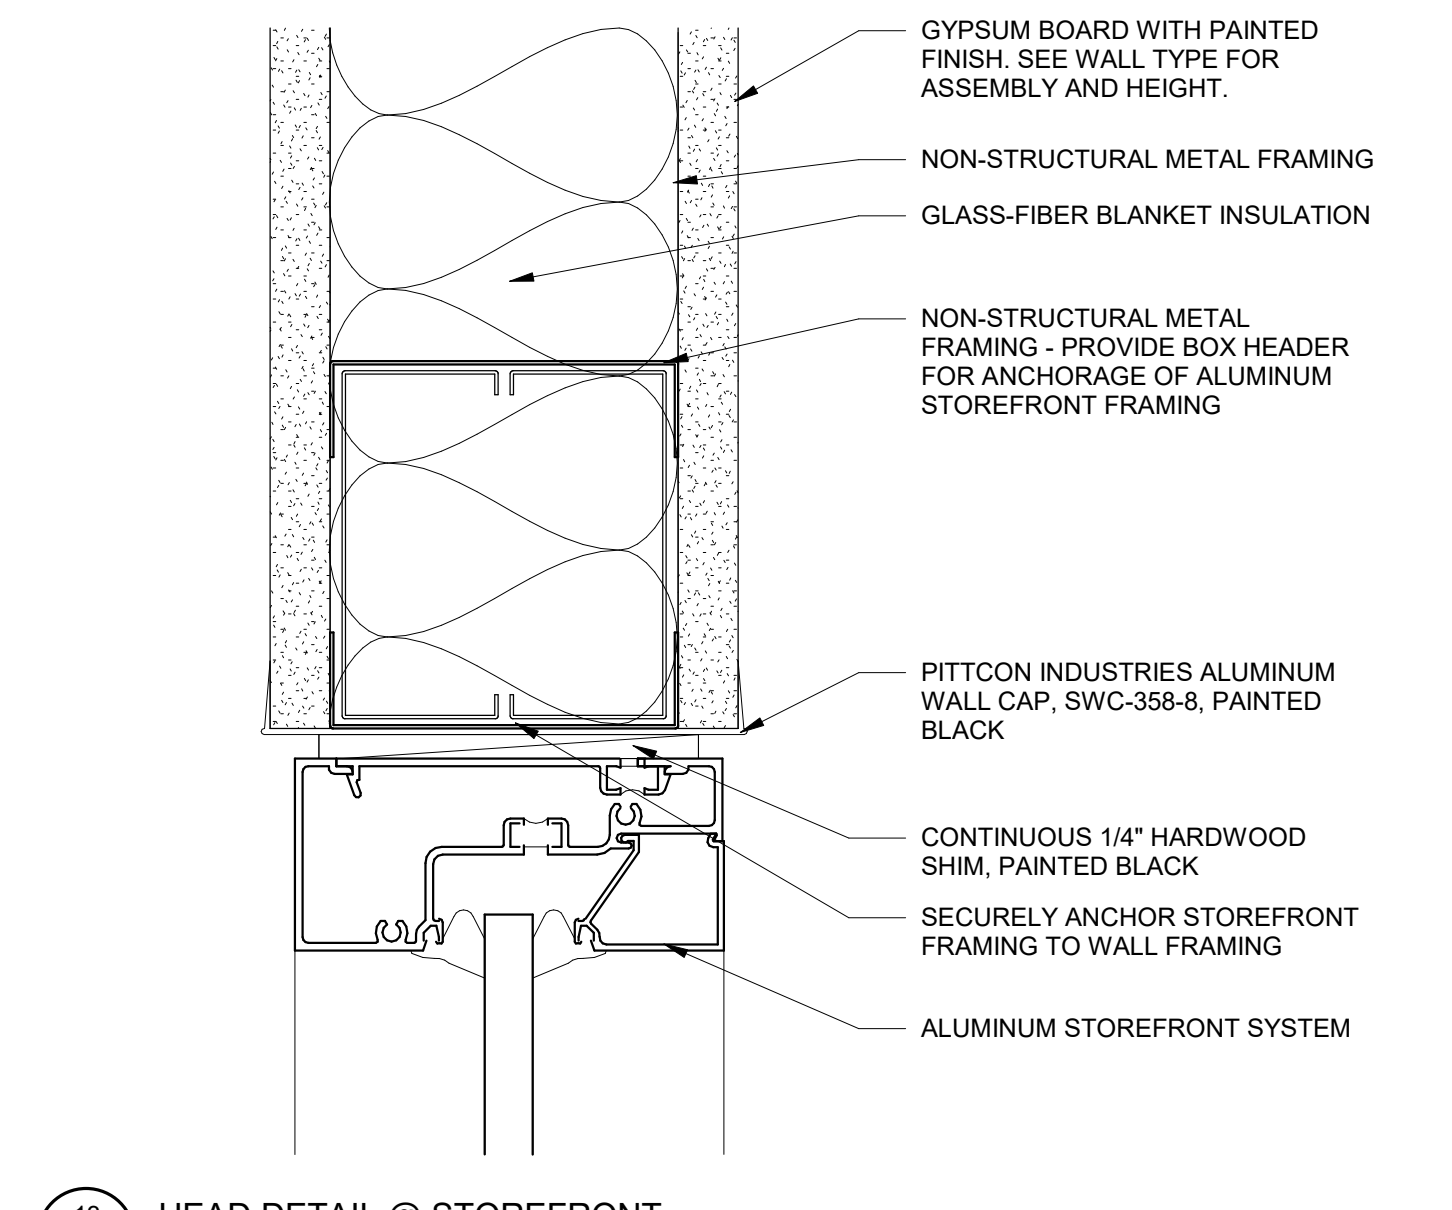 GYPSUM BOARD WITH PAINTED
FINISH. SEE WALL TYPE FOR
ASSEMBLY AND HEIGHT.
NON-STRUCTURAL METAL FRAMING
GLASS-FIBER BLANKET INSULATION
NON-STRUCTURAL METAL
FRAMING - PROVIDE BOX HEADER
FOR ANCHORAGE OF ALUMINUM
STOREFRONT FRAMING
PITTCON INDUSTRIES ALUMINUM
WALL CAP, SWC-358-8, PAINTED
BLACK
CONTINUOUS 1/4" HARDWOOD
SHIM, PAINTED BLACK
SECURELY ANCHOR STOREFRONT
FRAMING TO WALL FRAMING
ALUMINUM STOREFRONT SYSTEM
HEAD DETAIL @ STOREFRONT